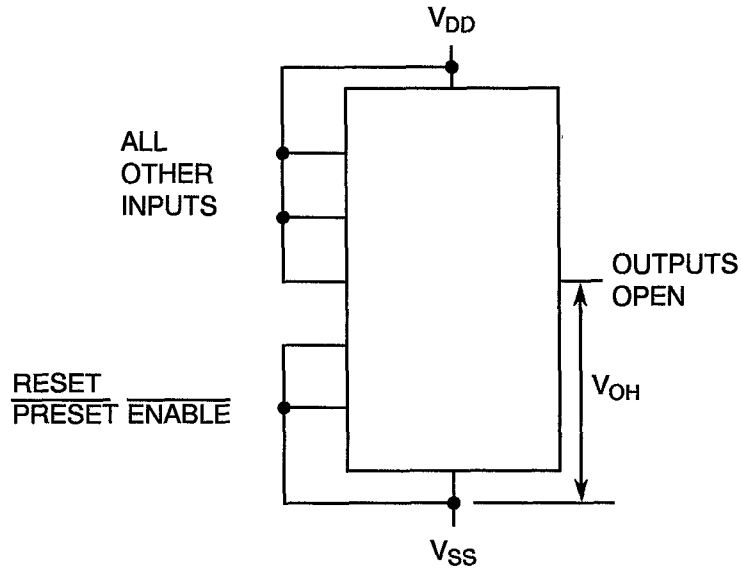 VDD
ALL
OTHER
INPUTS
OUTPUTS
OPEN
RESET
PRESET ENABLE
VOH
VSS